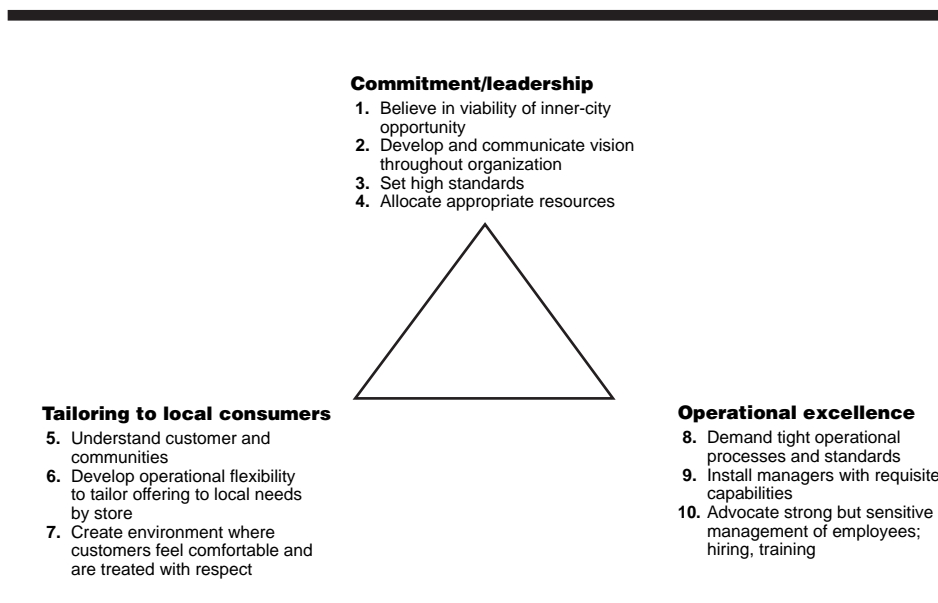 Commitment/leadership
1. Believe in viability of inner-city
opportunity
2. Develop and communicate vision
throughout organization
3. Set high standards
4. Allocate appropriate resources
Tailoring to local consumers
5. Understand customer and
communities
6. Develop operational flexibility
to tailor offering to local needs
by store
7. Create environment where
customers feel comfortable and
are treated with respect
Operational excellence
8. Demand tight operational
processes and standards
9. Install managers with requisite
capabilities
10. Advocate strong but sensitive
management of employees;
hiring, training